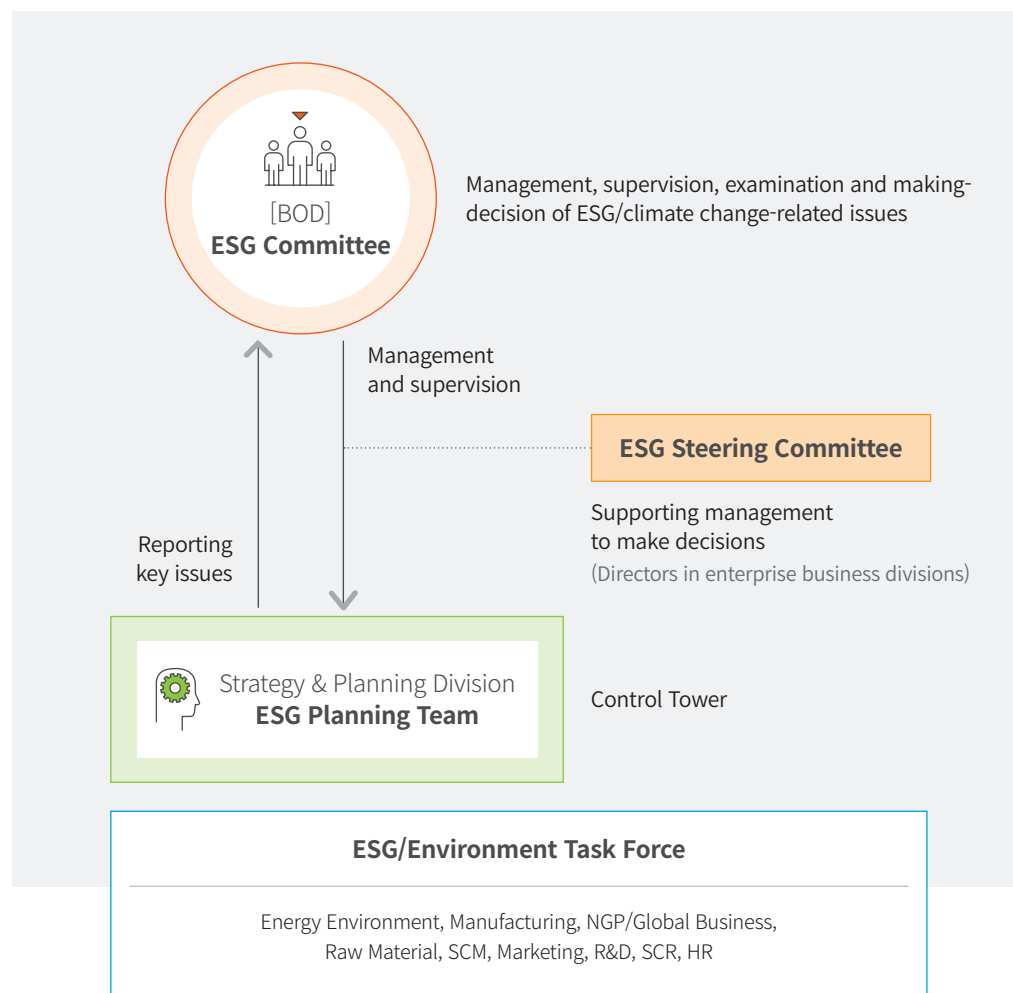 [BOD]
ESG Committee
Management, supervision, examination and making-
decision of ESG/climate change-related issues
Management
and supervision
ESG Steering Committee
Supporting management
to make decisions
(Directors in enterprise business divisions)
Reporting
key issues
Strategy & Planning Division
ESG Planning Team
Control Tower
ESG/Environment Task Force
Energy Environment, Manufacturing, NGP/Global Business,
Raw Material, SCM, Marketing, R&D, SCR, HR